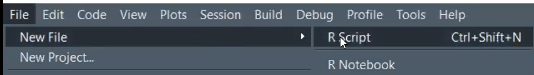 File Edit Code View Plots Session Build Debug Profile Tools Help
New File R Script Ctrl+Shift+N
New Project...
R Notebook